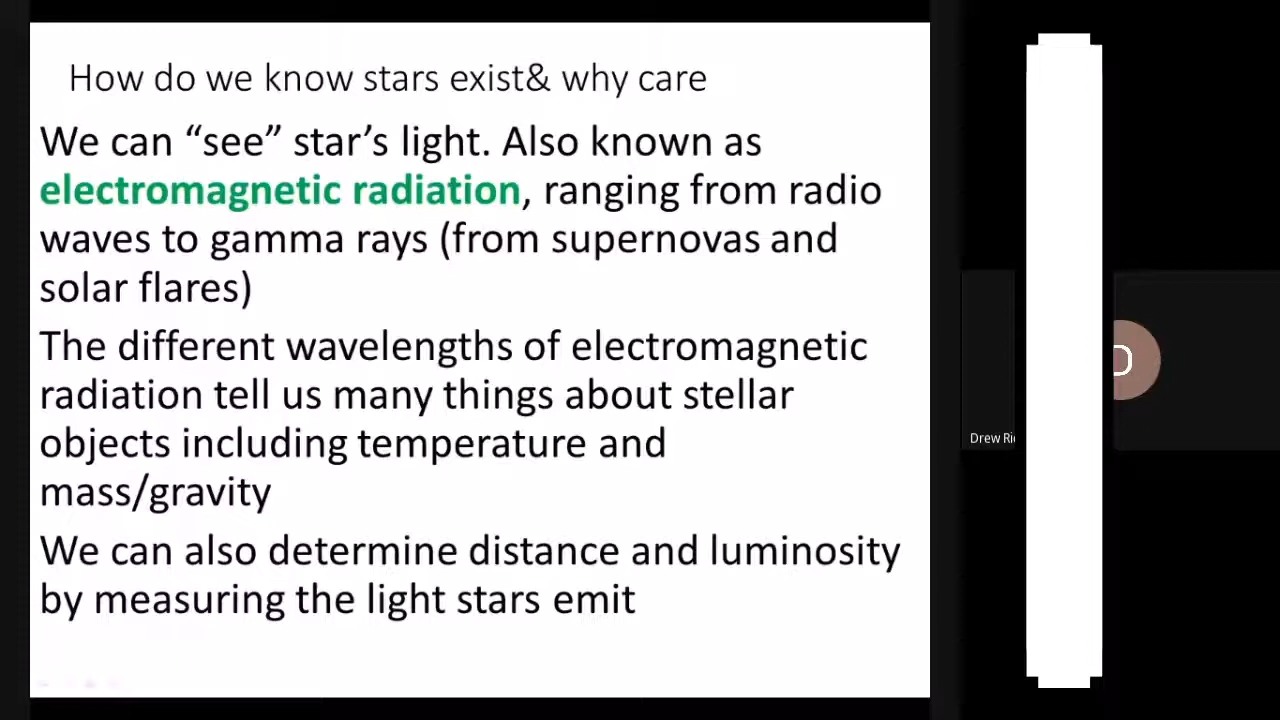 How do we know stars exist& why care
We can “see” star’s light. Also known as
electromagnetic radiation, ranging from radio
waves to gamma rays (from supernovas and
solar flares)
The different wavelengths of electromagnetic
radiation tell us many things about stellar
objects including temperature and
mass/gravity
We can also determine distance and luminosity
by measuring the light stars emit
Drew